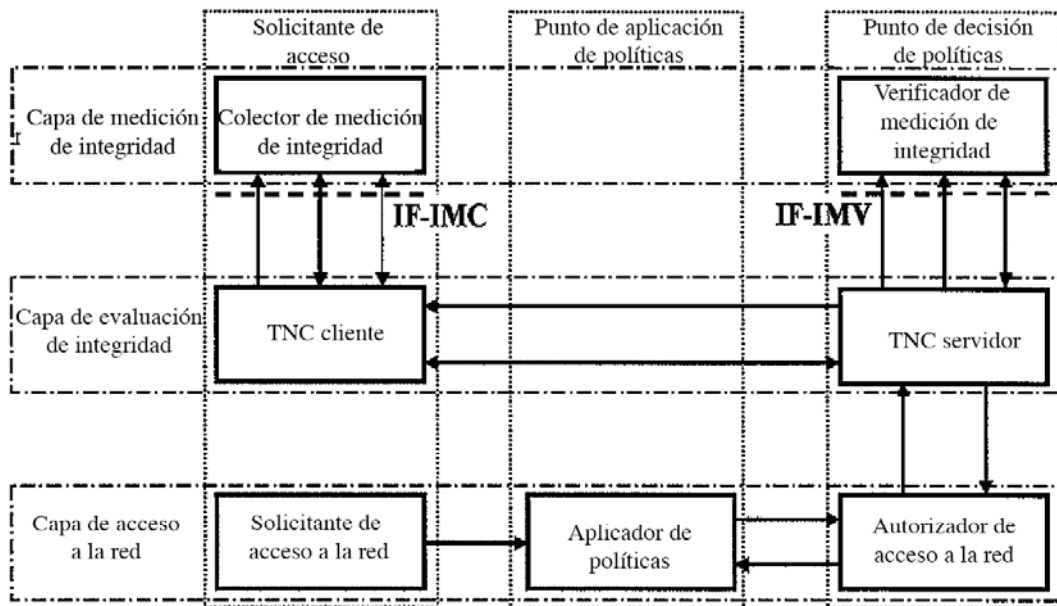 Solicitante de
acceso
Punto de aplicación
de políticas
Punto de decisión
de políticas
Capa de medición
de integridad
Colector de medición
de integridad
Verificador de
medición de
integridad
IF-IMC
IF-IMV
Capa de evaluación
de integridad
TNC cliente
TNC servidor
Capa de acceso
a la red
Solicitante de
acceso a la red
Aplicador de
políticas
Autorizador de
acceso a la red